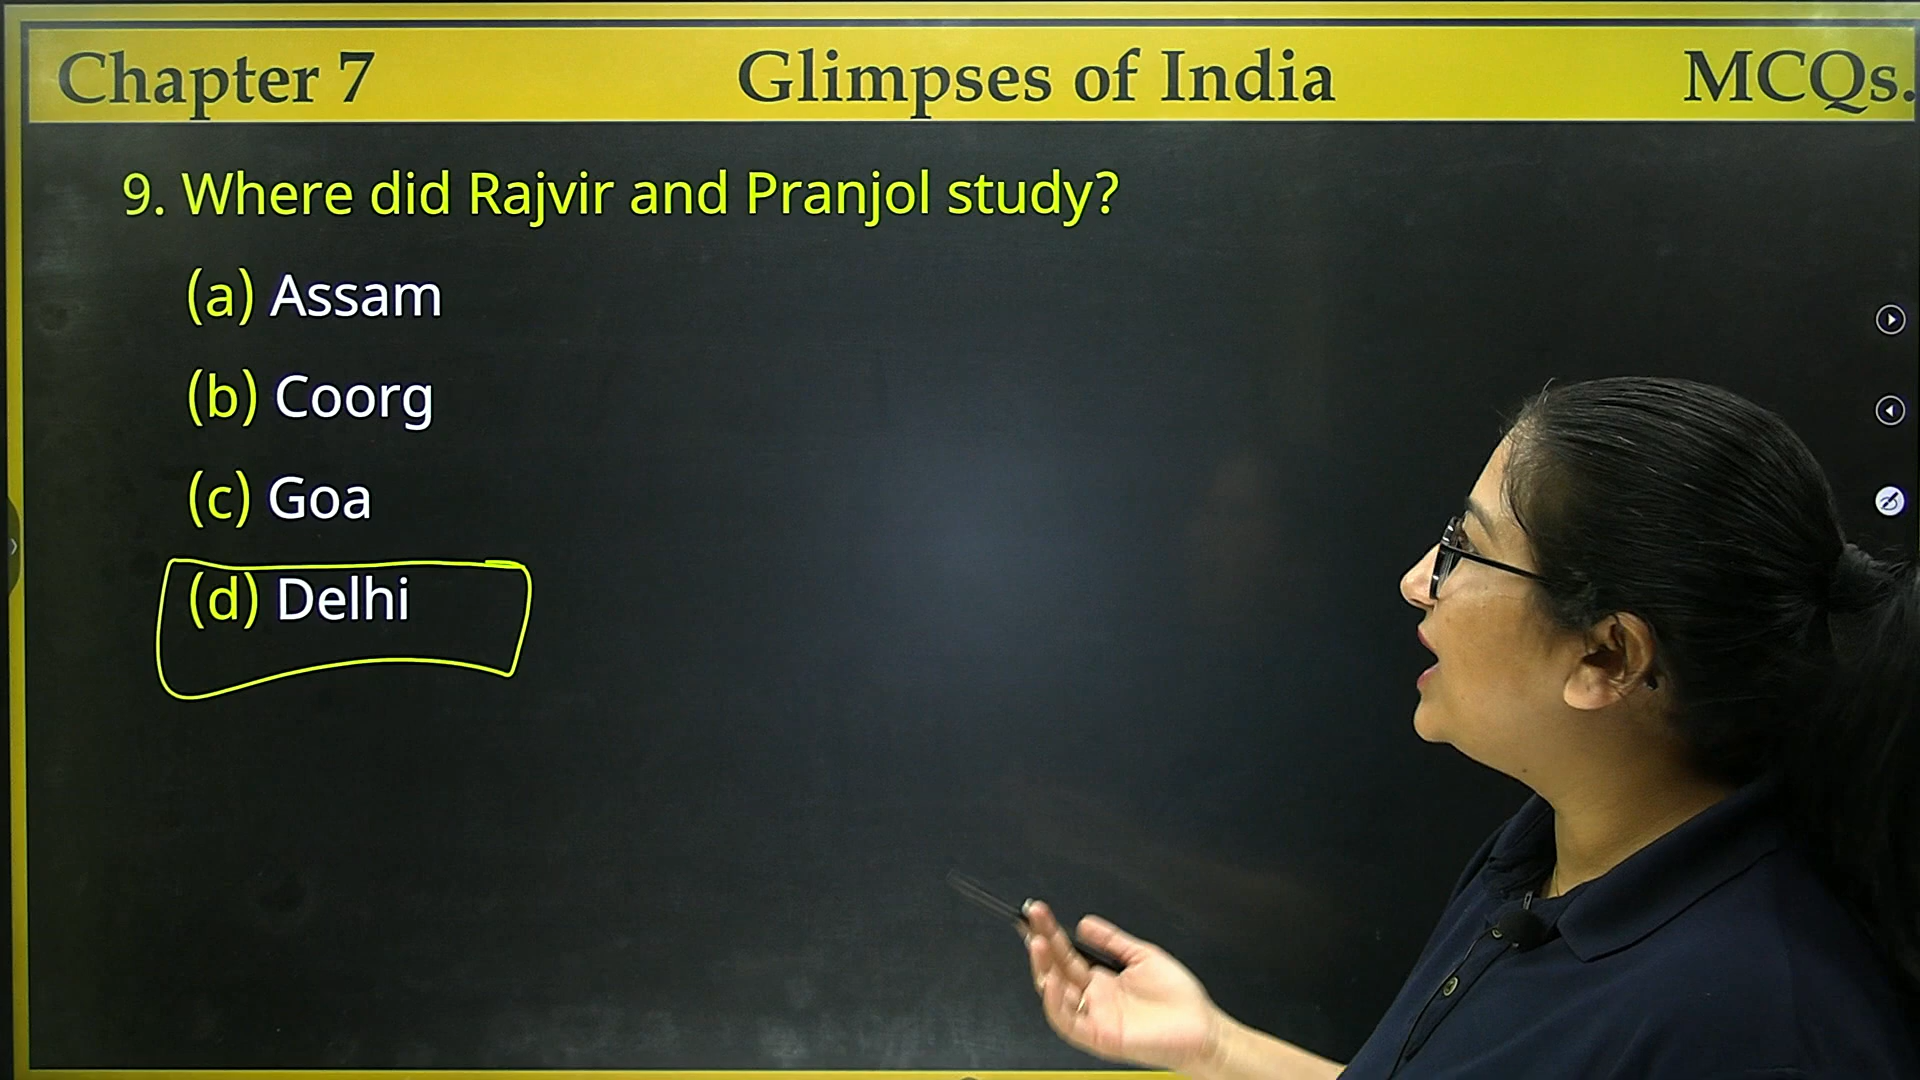 Chapter 7 Glimpses of India MCQs.
9. Where did Rajvir and Pranjol study?
(a) Assam
(b) Coorg
(c) Goa
(d) Delhi